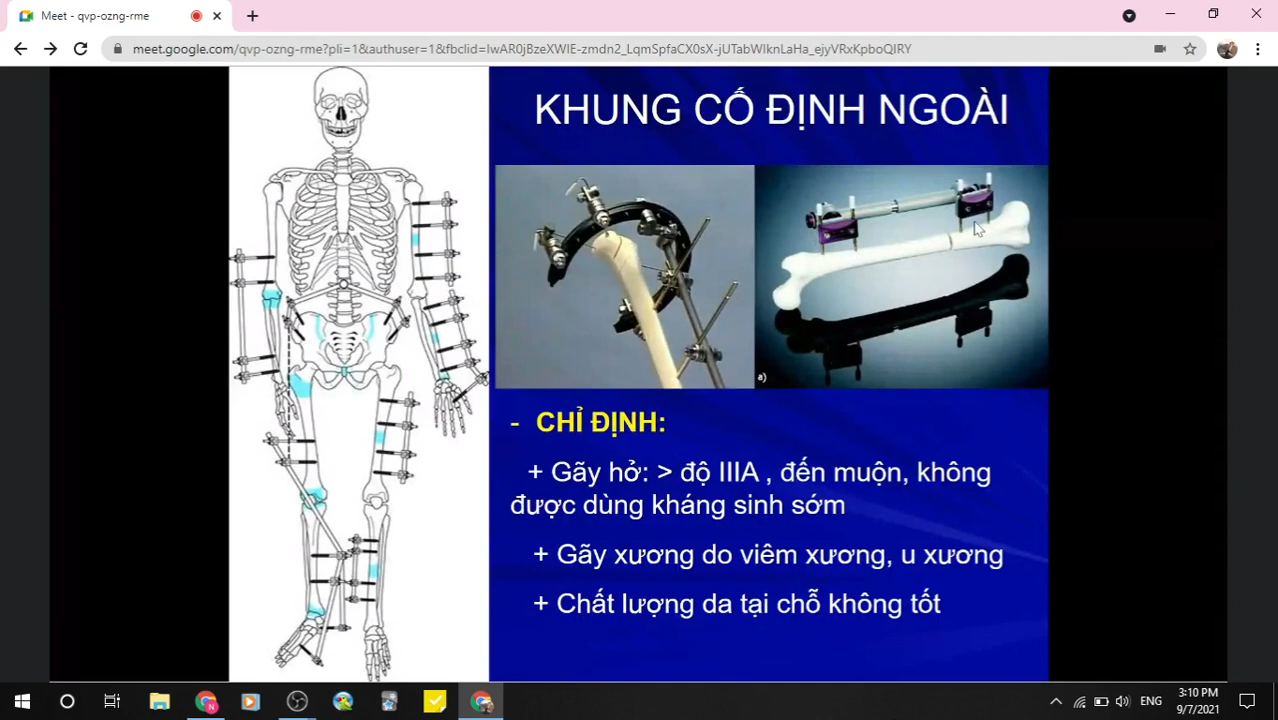 Meet - qvp-ozng-rme
meet.google.com/qvp-ozng-rme?pli=1&authuser=1&fbclid=IwAR0jBzeXWIE-zmdn2_LqmSpfaCX0sX-jUTabWlknLaHa_ejyVRxKpboQIRY
KHUNG CỐ ĐỊNH NGOÀI
a)
- CHỈ ĐỊNH:
+ Gãy hở: > độ IIIA , đến muộn, không
được dùng kháng sinh sớm
+ Gãy xương do viêm xương, u xương
+ Chất lượng da tại chỗ không tốt
N
ENG
3:10 PM
9/7/2021